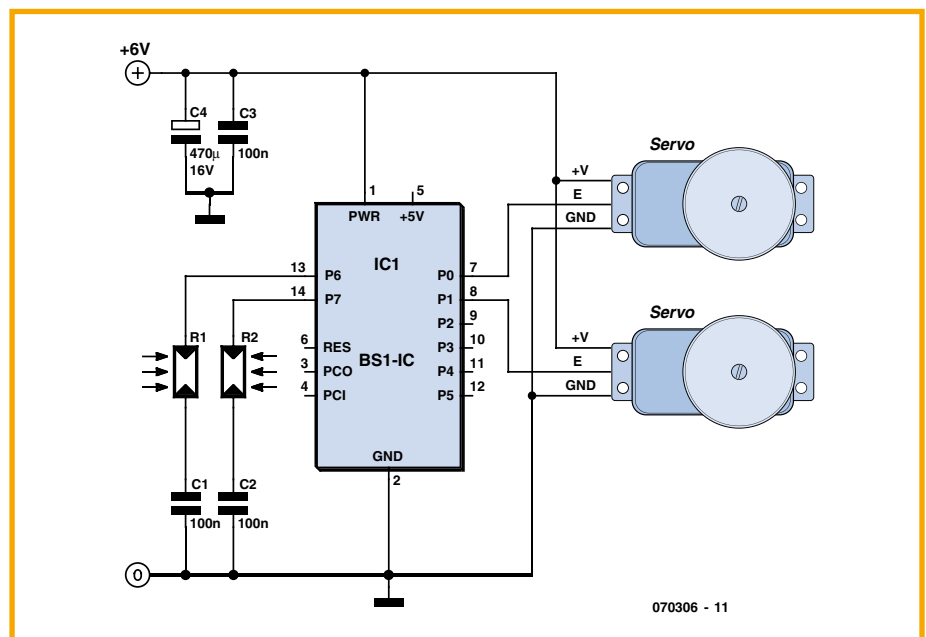 +6V
C4
470µ
16V
C3
100n
1
5
PWR
+5V
IC1
BS1-IC
13
P6
14
P7
6
RES
3
PCO
4
PCI
P0
7
P1
8
P2
9
P3
10
P4
11
P5
12
GND
2
R1
R2
C1
100n
C2
100n
0
Servo
+V
E
GND
Servo
+V
E
GND
070306 - 11